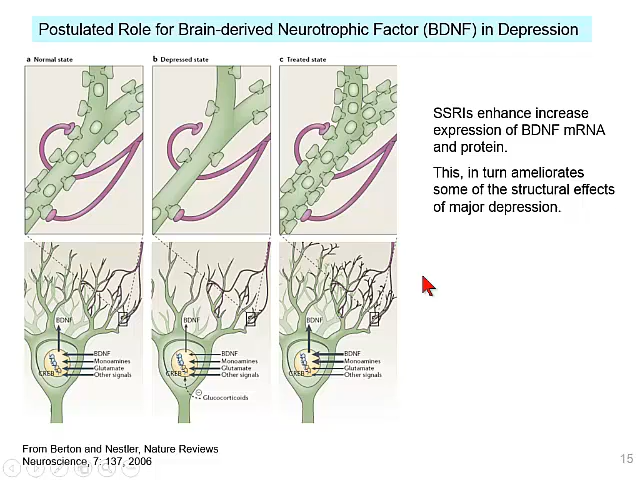 Postulated Role for Brain-derived Neurotrophic Factor (BDNF) in Depression
a Normal state
b Depressed state
c Treated state
SSRIs enhance increase
expression of BDNF mRNA
and protein.
This, in turn ameliorates
some of the structural effects
of major depression.
BDNF
BDNF
Monoamines
Glutamate
Other signals
CREB
BDNF
BDNF
Monoamines
Glutamate
Other signals
CREB
Glucocorticoids
BDNF
BDNF
Monoamines
Glutamate
Other signals
CREB
From Berton and Nestler, Nature Reviews
Neuroscience, 7: 137, 2006
15